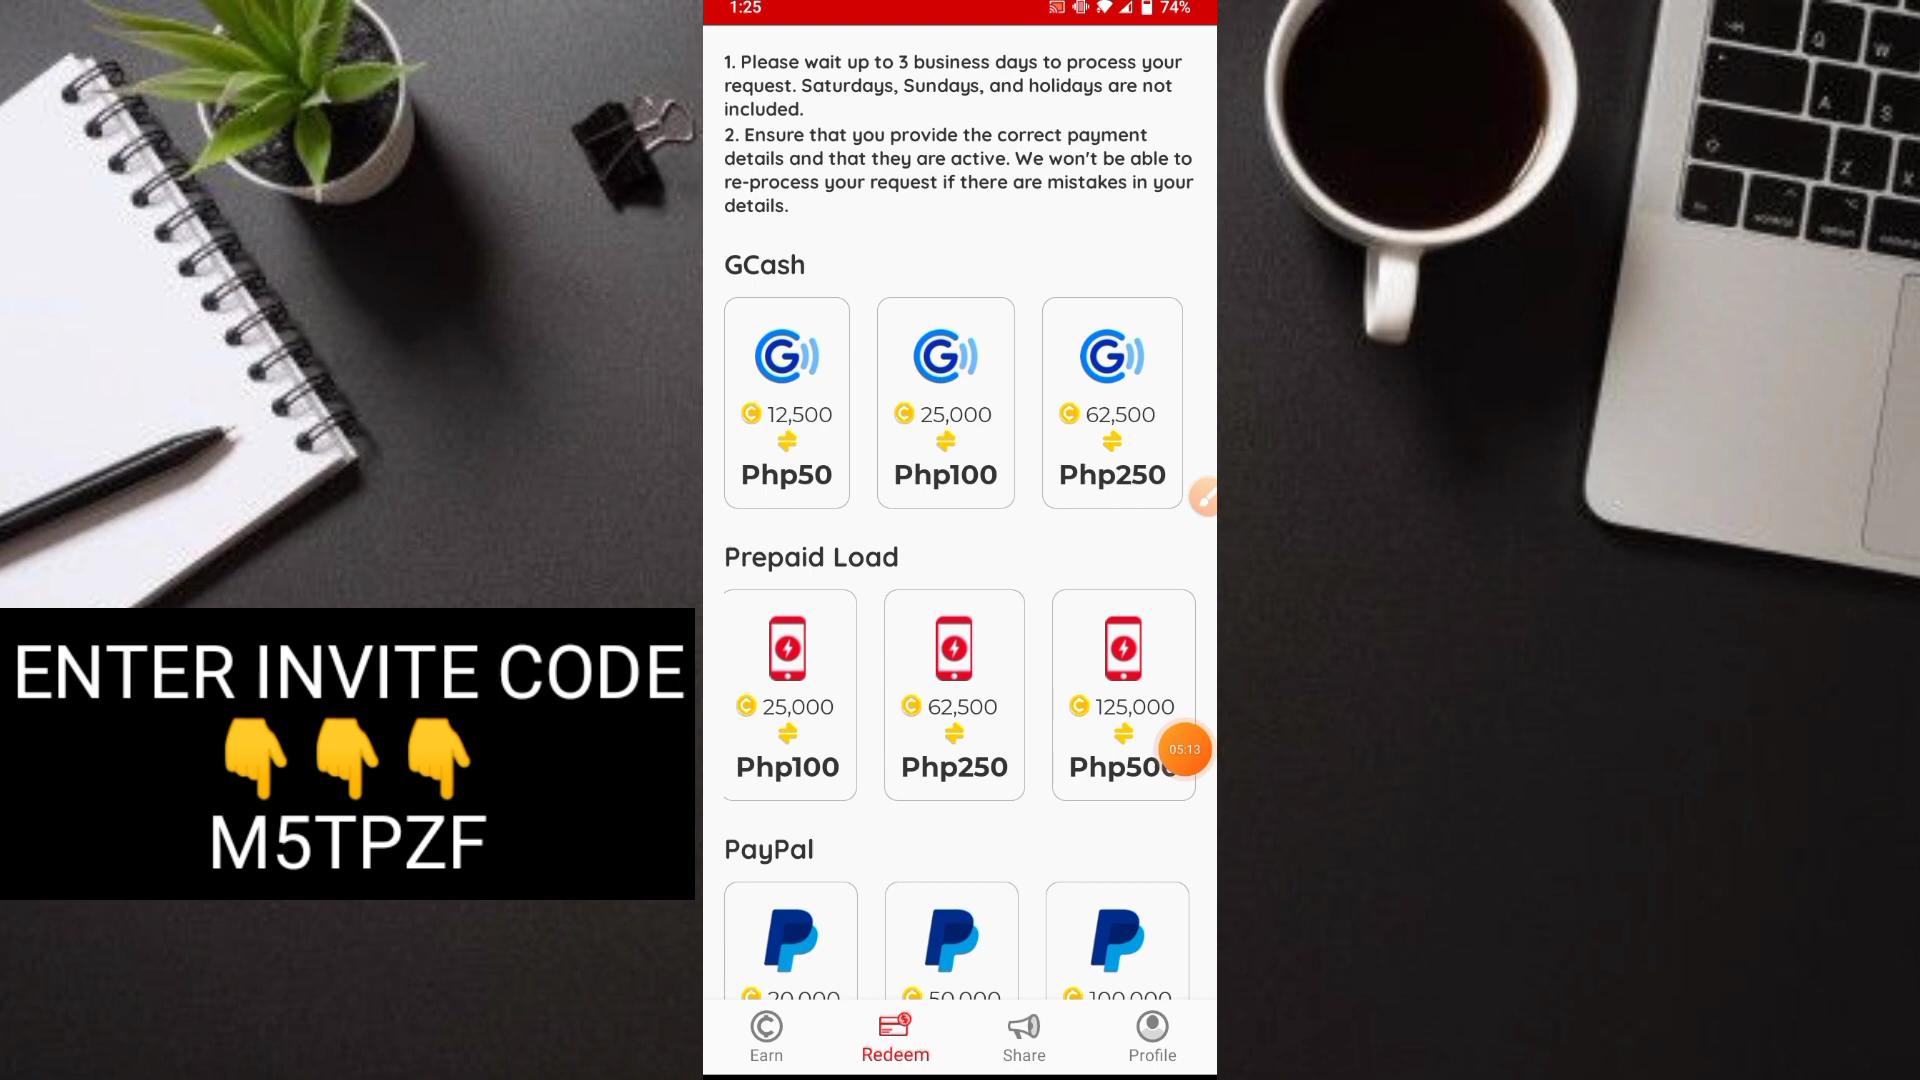 1:25
74%
1. Please wait up to 3 business days to process your
request. Saturdays, Sundays, and holidays are not
included.
2. Ensure that you provide the correct payment
details and that they are active. We won't be able to
re-process your request if there are mistakes in your
details.
GCash
12,500
25,000
62,500
Php50
Php100
Php250
Prepaid Load
25,000
62,500
125,000
Php100
Php250
Php500
05:13
PayPal
20,000
50,000
100,000
Earn
Redeem
Share
Profile
ENTER INVITE CODE
👇👇👇
M5TPZF
Q
W
A
S
Z
X